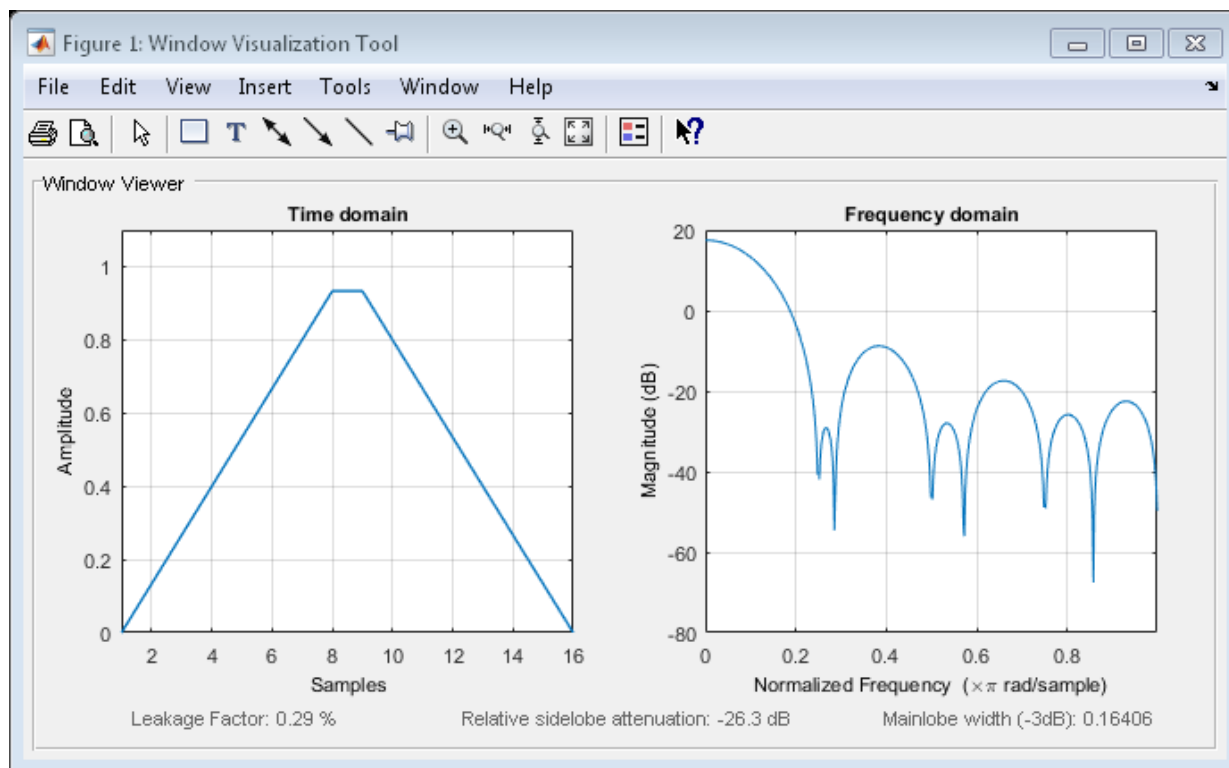 Figure 1: Window Visualization Tool
File Edit View Insert Tools Window Help
T
?
Window Viewer
Time domain
Amplitude
1
0.8
0.6
0.4
0.2
0
2 4 6 8 10 12 14 16
Samples
Frequency domain
Magnitude (dB)
20
0
-20
-40
-60
-80
0 0.2 0.4 0.6 0.8
Normalized Frequency (×π rad/sample)
Leakage Factor: 0.29 %
Relative sidelobe attenuation: -26.3 dB
Mainlobe width (-3dB): 0.16406